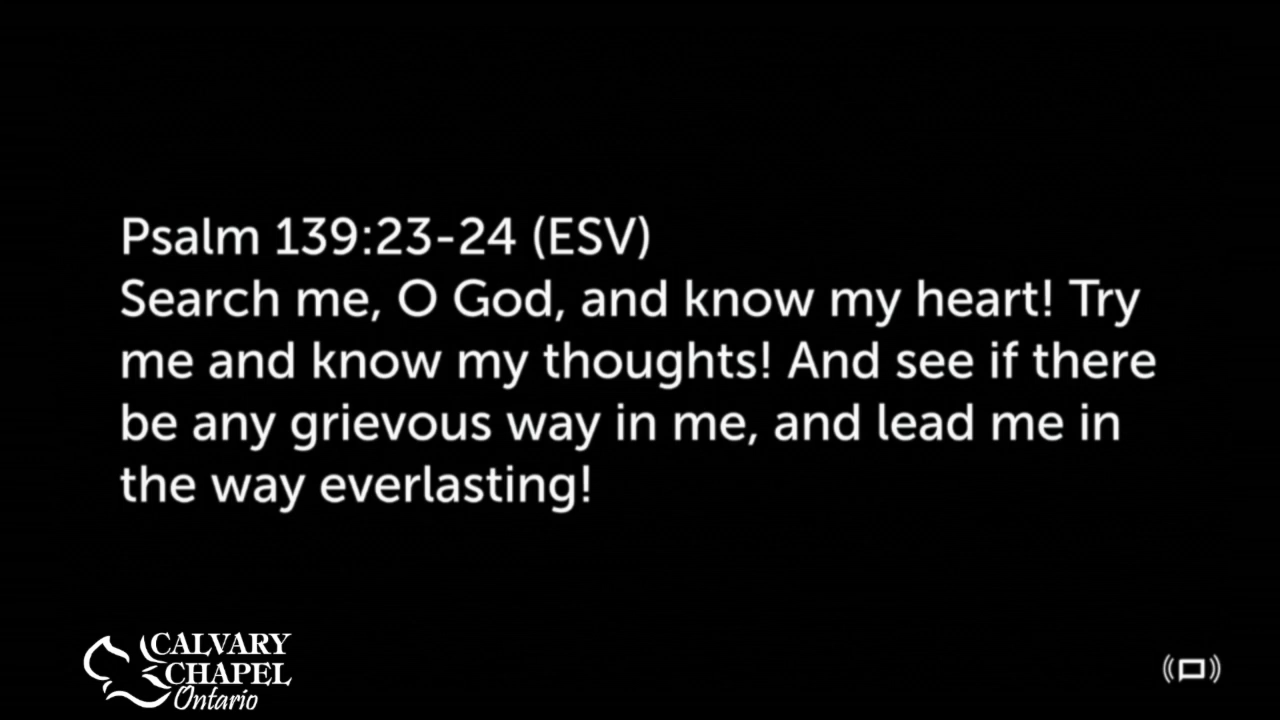 Psalm 139:23-24 (ESV)
Search me, O God, and know my heart! Try
me and know my thoughts! And see if there
be any grievous way in me, and lead me in
the way everlasting!
CALVARY
CHAPEL
Ontario